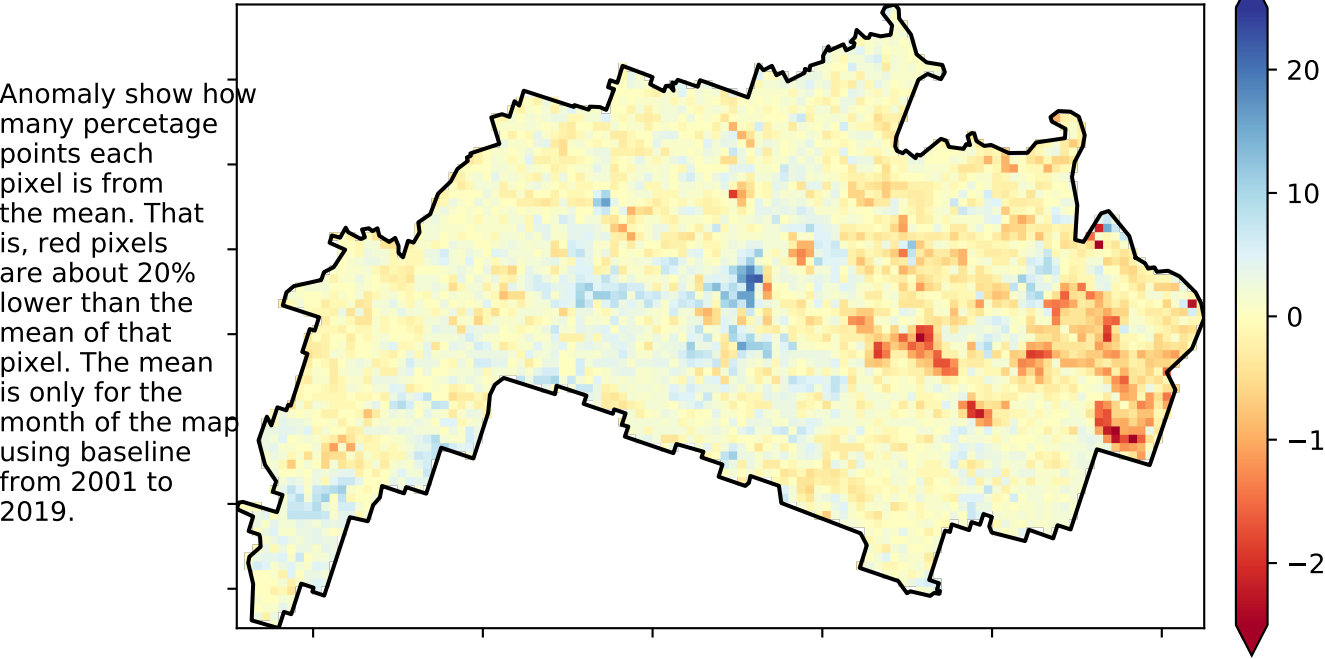 Anomaly show how
many percetage
points each
pixel is from
the mean. That
is, red pixels
are about 20%
lower than the
mean of that
pixel. The mean
is only for the
month of the map
using baseline
from 2001 to
2019.
20
10
0
−1
−2